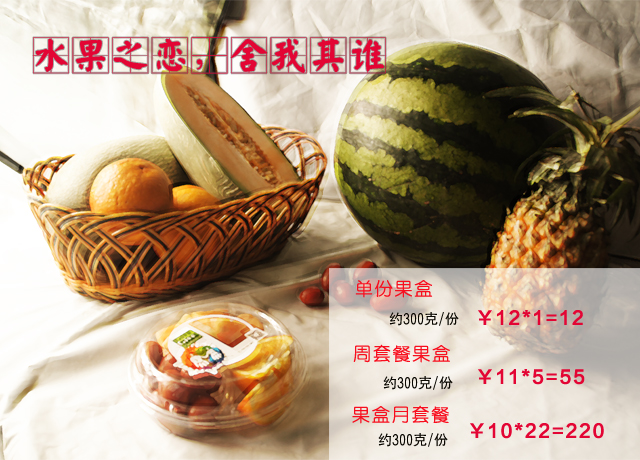 水果之恋，舍我其谁
单份果盒
约300克/份 ￥12*1=12
周套餐果盒
约300克/份 ￥11*5=55
果盒月套餐
约300克/份 ￥10*22=220